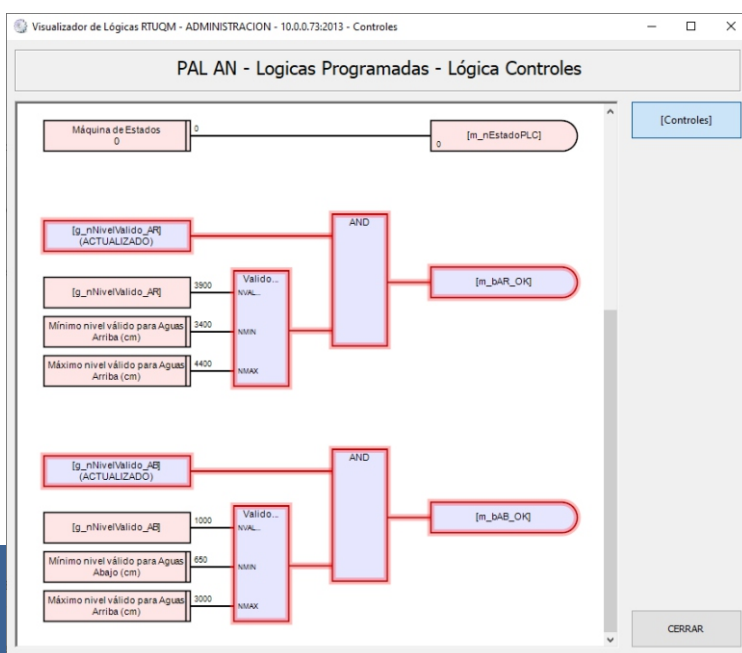 Visualizador de Lógicas RTUQM - ADMINISTRACION - 10.0.0.73:2013 - Controles
PAL AN - Logicas Programadas - Lógica Controles
[Controles]
Máquina de Estados
0
0
0
[m_nEstadoPLC]
AND
[g_nNivelValido_AR]
(ACTUALIZADO)
[m_bAR_OK]
Valido...
[g_nNivelValido_AR]
3900
NVAL..
Mínimo nivel válido para Aguas
Arriba (cm)
3400
NMIN
Máximo nivel válido para Aguas
Arriba (cm)
4400
NMAX
AND
[g_nNivelValido_AB]
(ACTUALIZADO)
[m_bAB_OK]
Valido...
[g_nNivelValido_AB]
1000
NVAL..
Mínimo nivel válido para Aguas
Abajo (cm)
650
NMIN
Máximo nivel válido para Aguas
Arriba (cm)
3000
NMAX
CERRAR